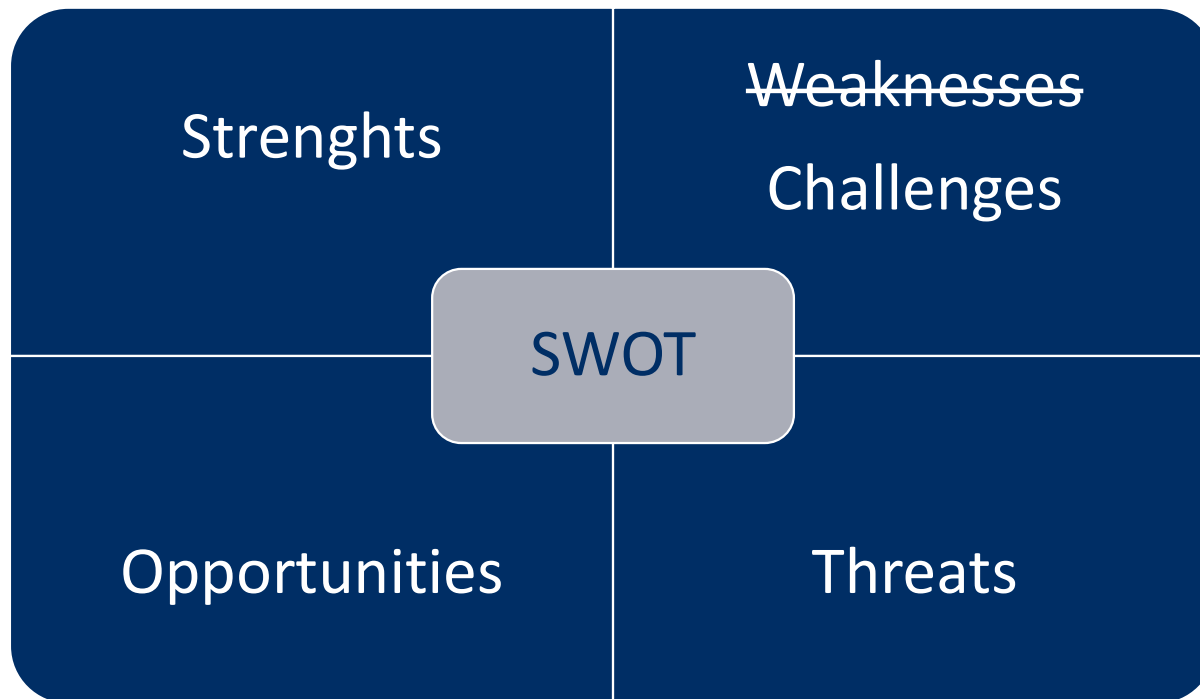 Strenghts
Weaknesses
Challenges
SWOT
Opportunities
Threats